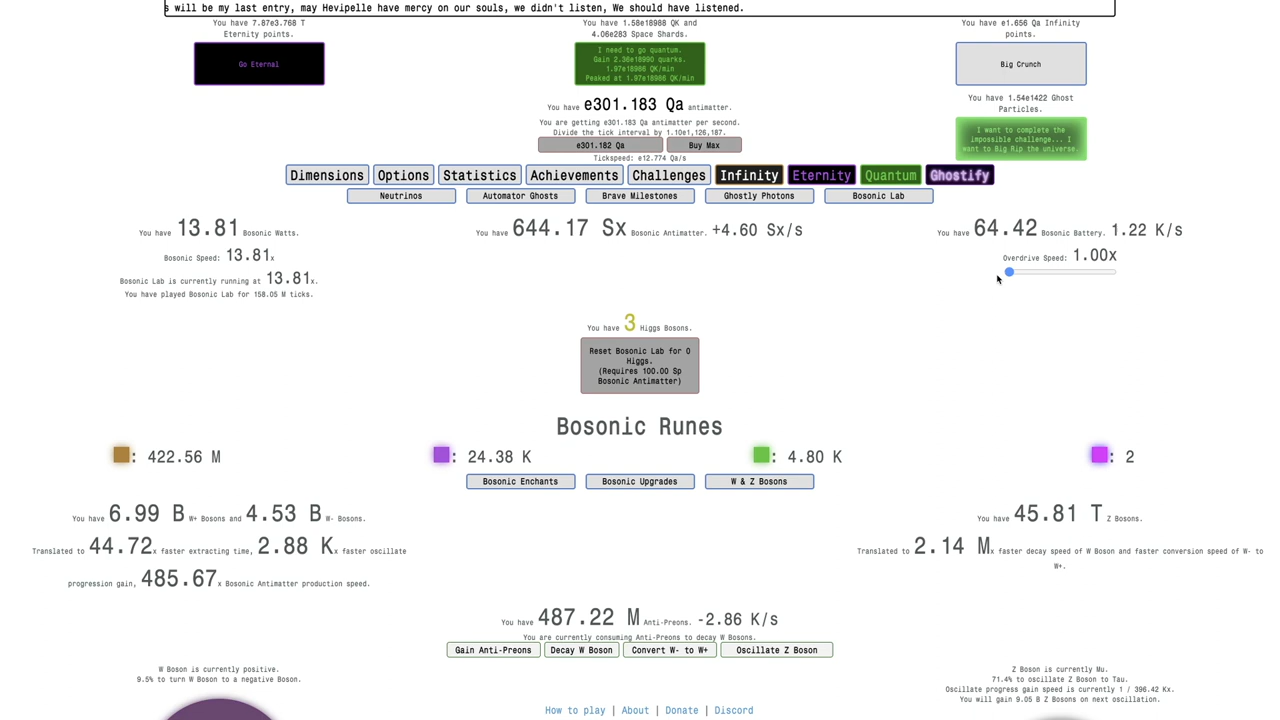 s will be my last entry, may Hevipelle have mercy on our souls, we didn't listen, We should have listened.
You have 7.87e3.768 T
Eternity points.
Go Eternal
You have 1.58e18988 QK and
4.06e283 Space Shards.
I need to go quantum.
Gain 2.36e18990 quarks.
1.97e18986 QK/min
Peaked at 1.97e18986 QK/min
You have e1.656 Qa Infinity
points.
Big Crunch
You have 1.54e1422 Ghost
Particles.
I want to complete the
impossible challenge... I
want to Big Rip the universe.
You have e301.183 Qa antimatter.
You are getting e301.183 Qa antimatter per second.
Divide the tick interval by 1.10e1,126,187.
e301.182 Qa
Buy Max
Tickspeed: e12.774 Qa/s
Dimensions
Options
Statistics
Achievements
Challenges
Infinity
Eternity
Quantum
Ghostify
Neutrinos
Automator Ghosts
Brave Milestones
Ghostly Photons
Bosonic Lab
You have 13.81 Bosonic Watts.
Bosonic Speed: 13.81x
Bosonic Lab is currently running at 13.81x.
You have played Bosonic Lab for 158.05 M ticks.
You have 644.17 Sx Bosonic Antimatter. +4.60 Sx/s
You have 64.42 Bosonic Battery. 1.22 K/s
Overdrive Speed: 1.00x
You have 3 Higgs Bosons.
Reset Bosonic Lab for 0
Higgs.
(Requires 100.00 Sp
Bosonic Antimatter)
Bosonic Runes
: 422.56 M
: 24.38 K
: 4.80 K
: 2
Bosonic Enchants
Bosonic Upgrades
W & Z Bosons
You have 6.99 B W+ Bosons and 4.53 B W- Bosons.
Translated to 44.72x faster extracting time, 2.88 Kx faster oscillate
progression gain, 485.67x Bosonic Antimatter production speed.
You have 45.81 T Z Bosons.
Translated to 2.14 Mx faster decay speed of W Boson and faster conversion speed of W- to
W+.
You have 487.22 M Anti-Preons. -2.86 K/s
You are currently consuming Anti-Preons to decay W Bosons.
Gain Anti-Preons
Decay W Boson
Convert W- to W+
Oscillate Z Boson
W Boson is currently positive.
9.5% to turn W Boson to a negative Boson.
Z Boson is currently Mu.
71.4% to oscillate Z Boson to Tau.
Oscillate progress gain speed is currently 1 / 396.42 Kx.
You will gain 9.05 B Z Bosons on next oscillation.
How to play | About | Donate | Discord